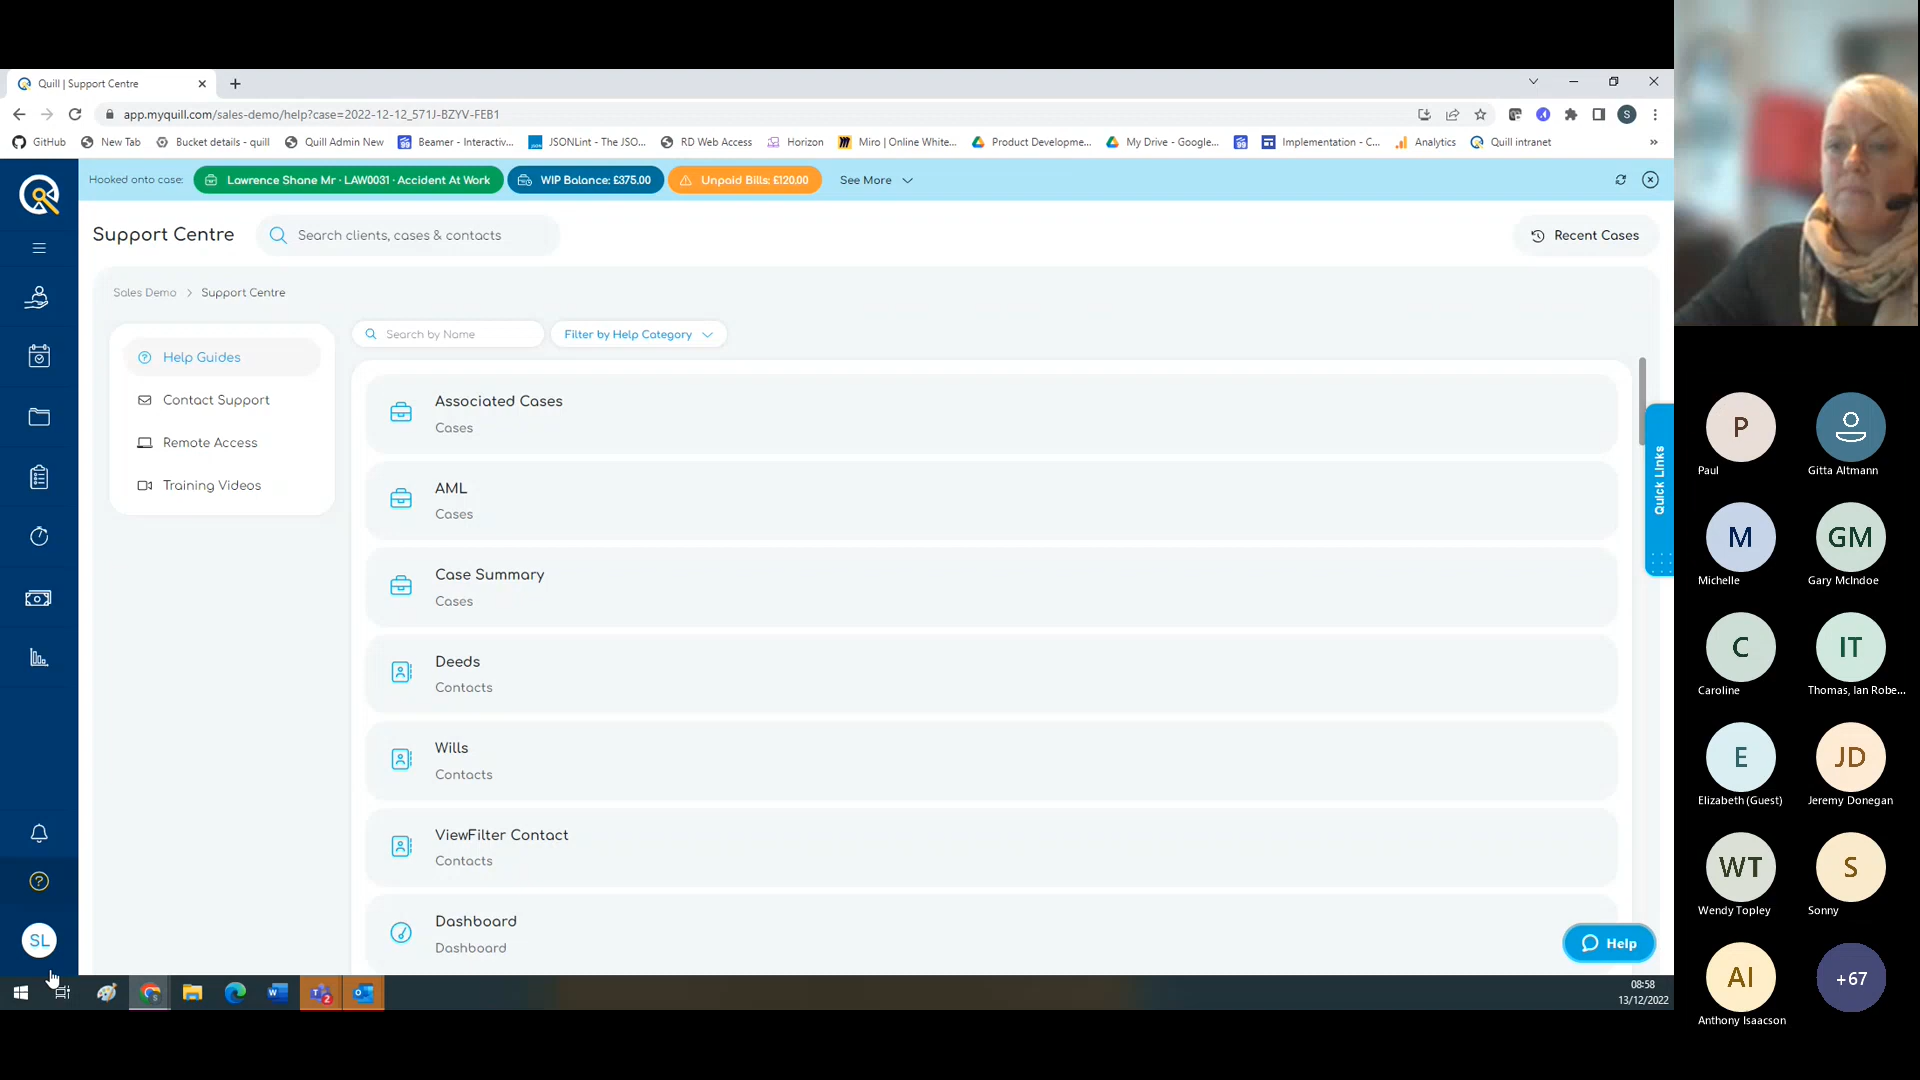 Quill | Support Centre
app.myquill.com/sales-demo/help?case=2022-12-12_571J-BZYV-FEB1
S
GitHub New Tab Bucket details - quill Quill Admin New Beamer - Interactiv... JSONLint - The JSO... RD Web Access Horizon Miro | Online White... Product Developme... My Drive - Google... Implementation - C... Analytics Quill intranet »
Hooked onto case: Lawrence Shane Mr · LAW0031 · Accident At Work WIP Balance: £375.00 Unpaid Bills: £120.00 See More
Support Centre Search clients, cases & contacts Recent Cases
Sales Demo > Support Centre
Help Guides
Contact Support
Remote Access
Training Videos
Search by Name Filter by Help Category
Associated Cases
Cases
AML
Cases
Case Summary
Cases
Deeds
Contacts
Wills
Contacts
ViewFilter Contact
Contacts
Dashboard
Dashboard
Quick Links
Help
SL
08:58
13/12/2022
P
Paul Gitta Altmann
M GM
Michelle Gary McIndoe
C IT
Caroline Thomas, Ian Robe...
E JD
Elizabeth (Guest) Jeremy Donegan
WT S
Wendy Topley Sonny
AI +67
Anthony Isaacson